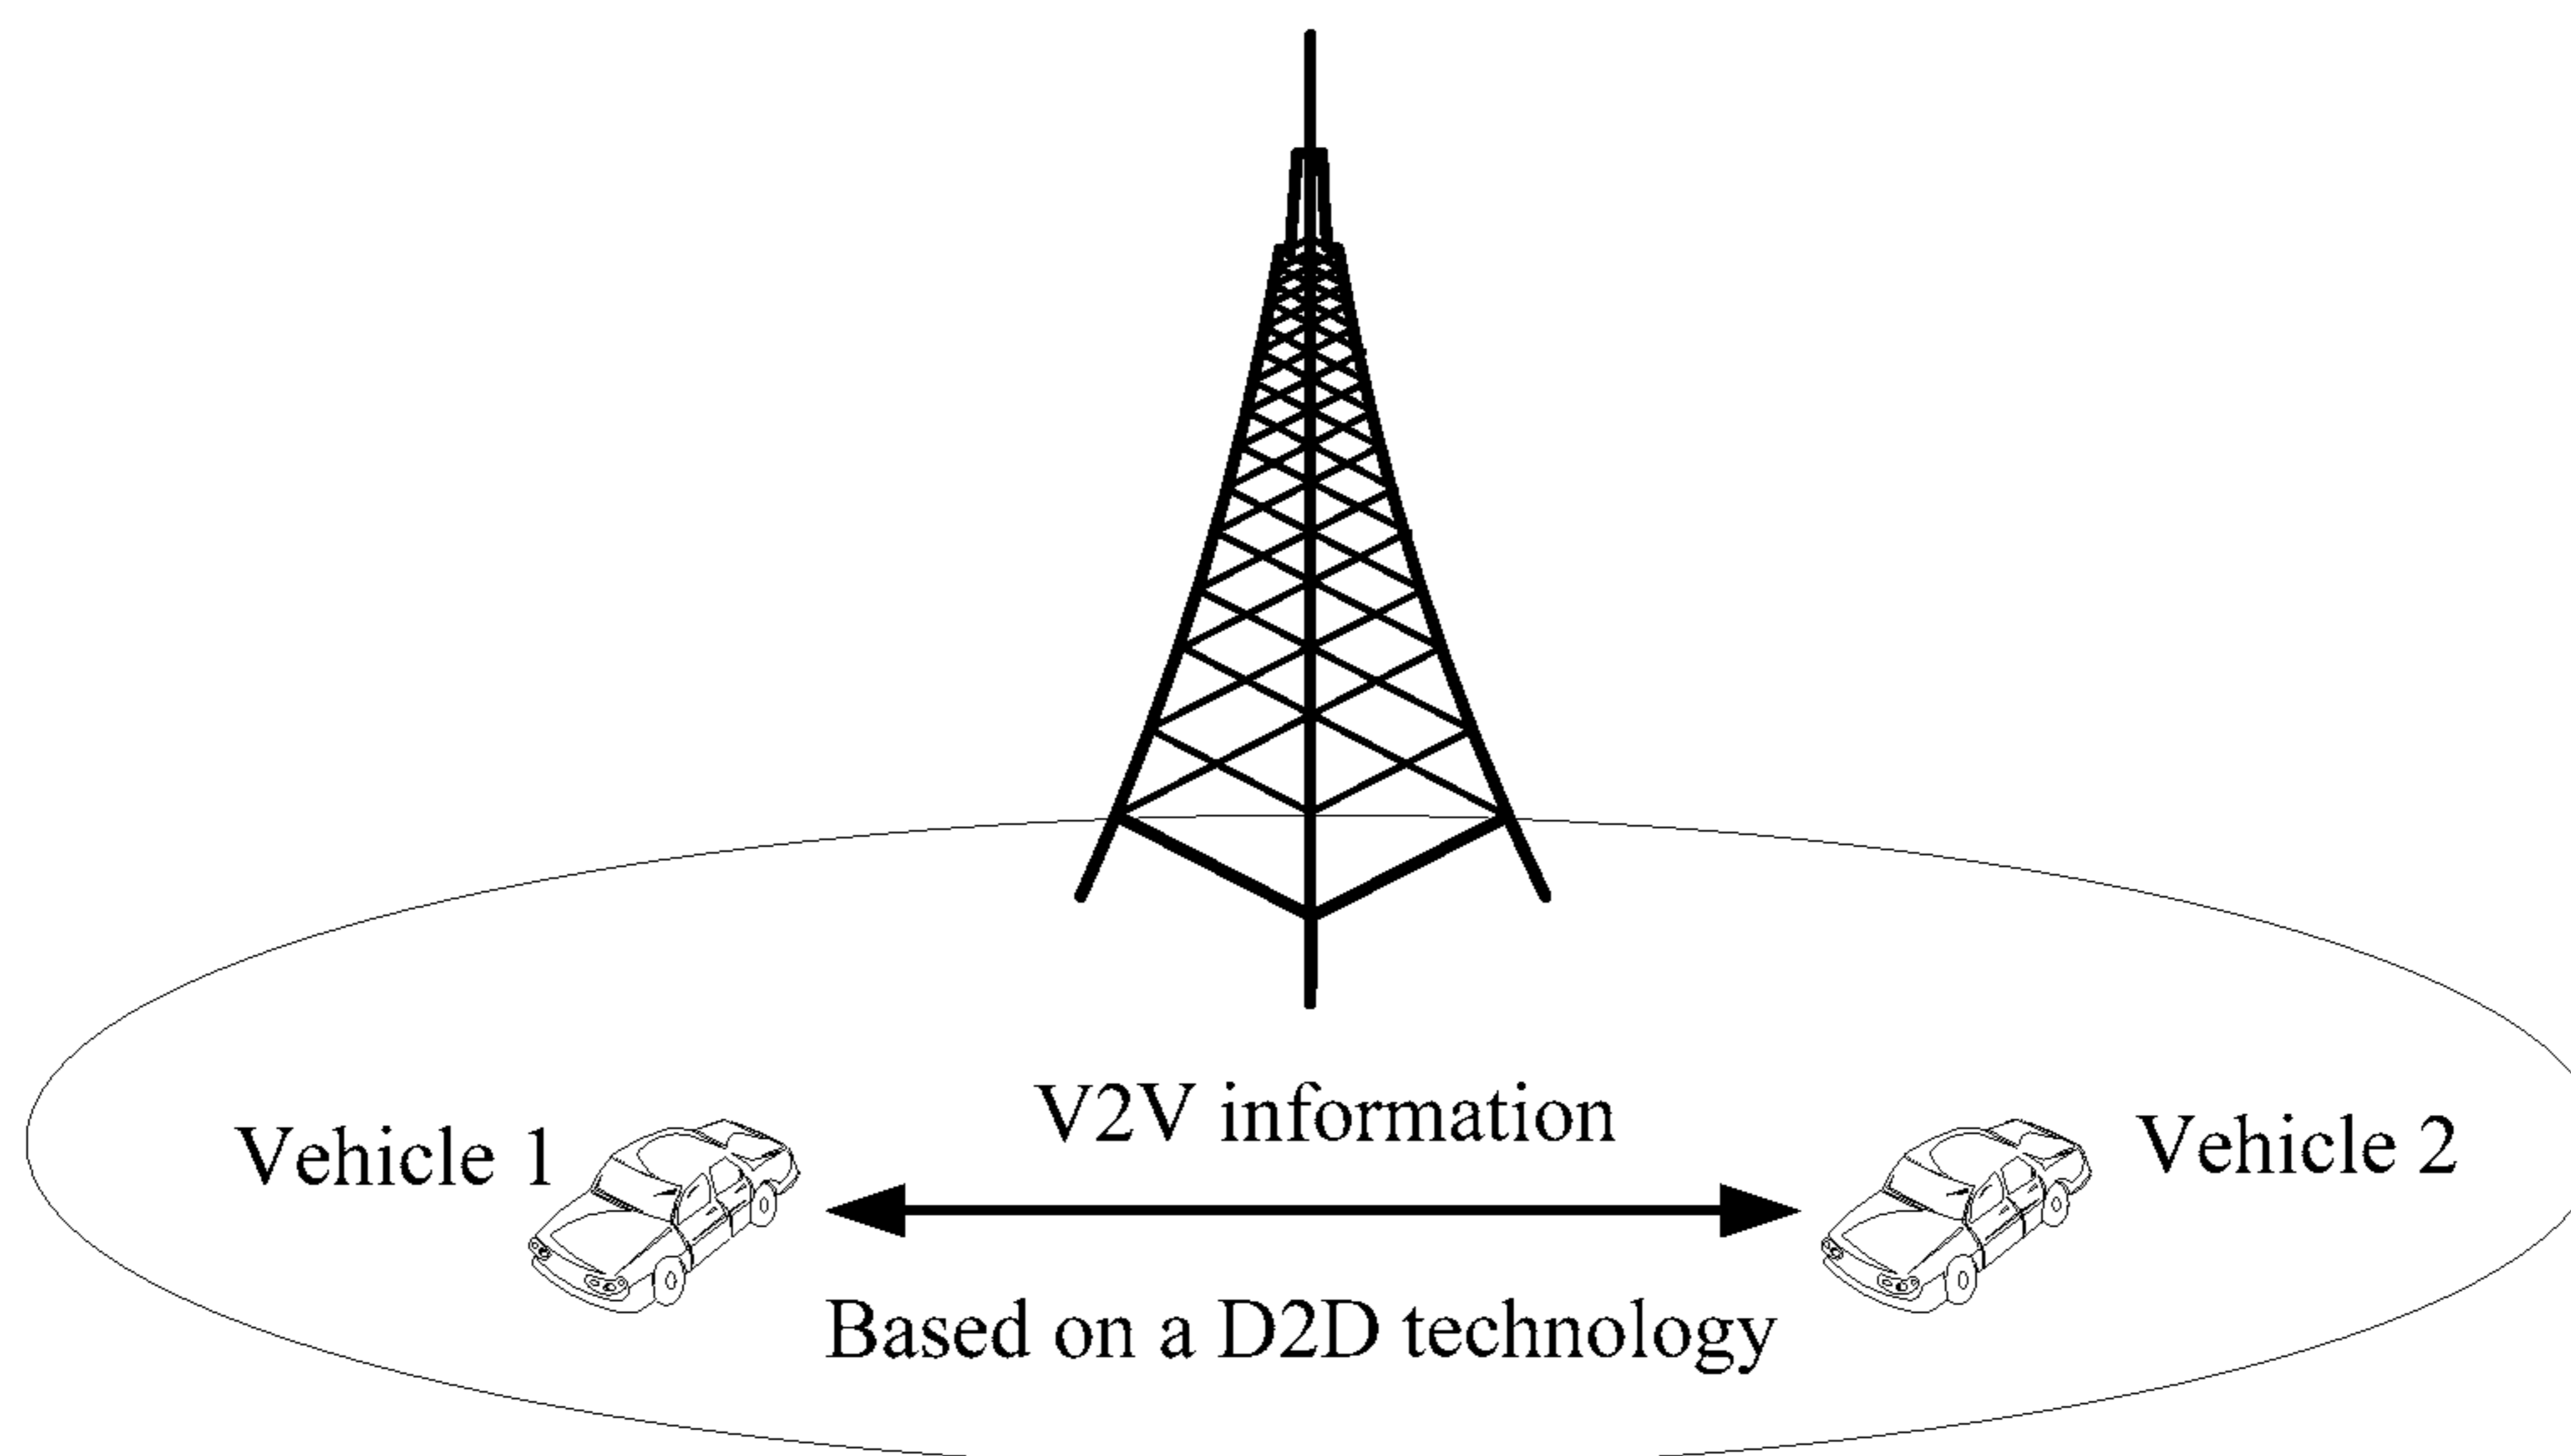 V2V information
Vehicle 1
Vehicle 2
Based on a D2D technology